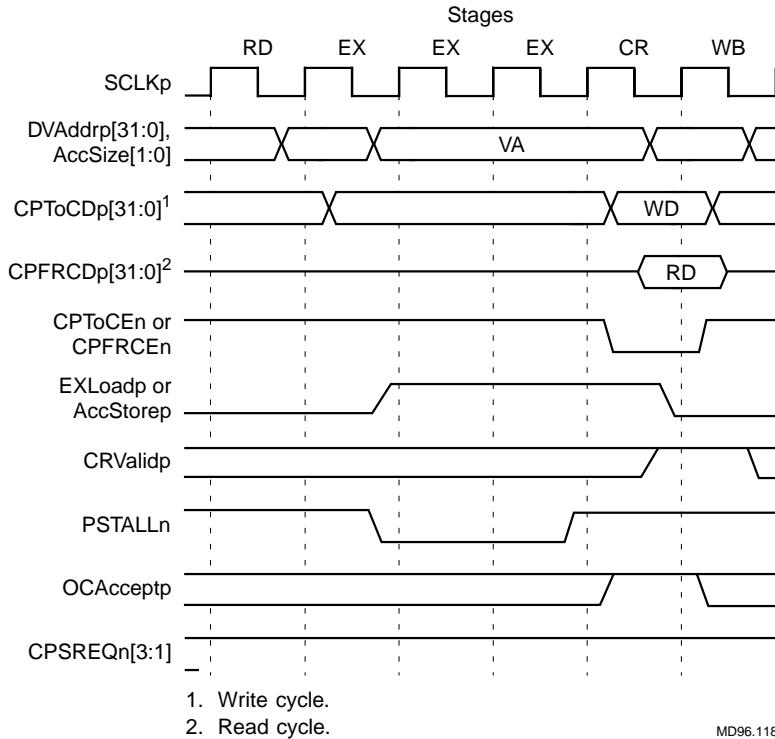 Stages
RD EX EX EX CR WB
SCLKp
DVAddrp[31:0],
AccSize[1:0]
VA
CPToCDp[31:0]1
WD
CPFRCDp[31:0]2
RD
CPToCEn or
CPFRCEn
EXLoadp or
AccStorep
CRValidp
PSTALLn
OCAcceptp
CPSREQn[3:1]
1. Write cycle.
2. Read cycle.
MD96.118